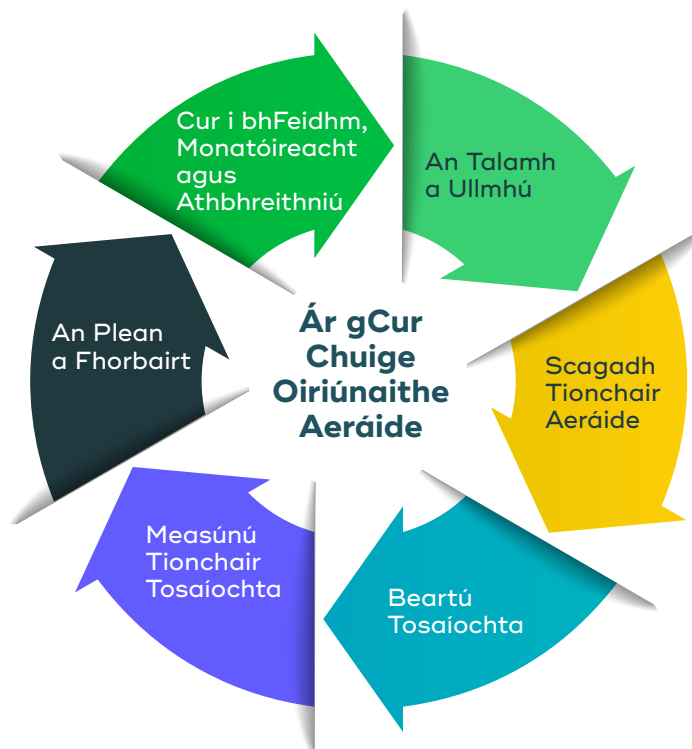 Cur i bhFeidhm,
Monatóireacht
agus
Athbhreithniú
An Talamh
a Ullmhú
Ár gCur
Chuige
Oiriúnaithe
Aeráide
An Plean
a Fhorbairt
Scagadh
Tionchair
Aeráide
Measúnú
Tionchair
Tosaíochta
Beartú
Tosaíochta